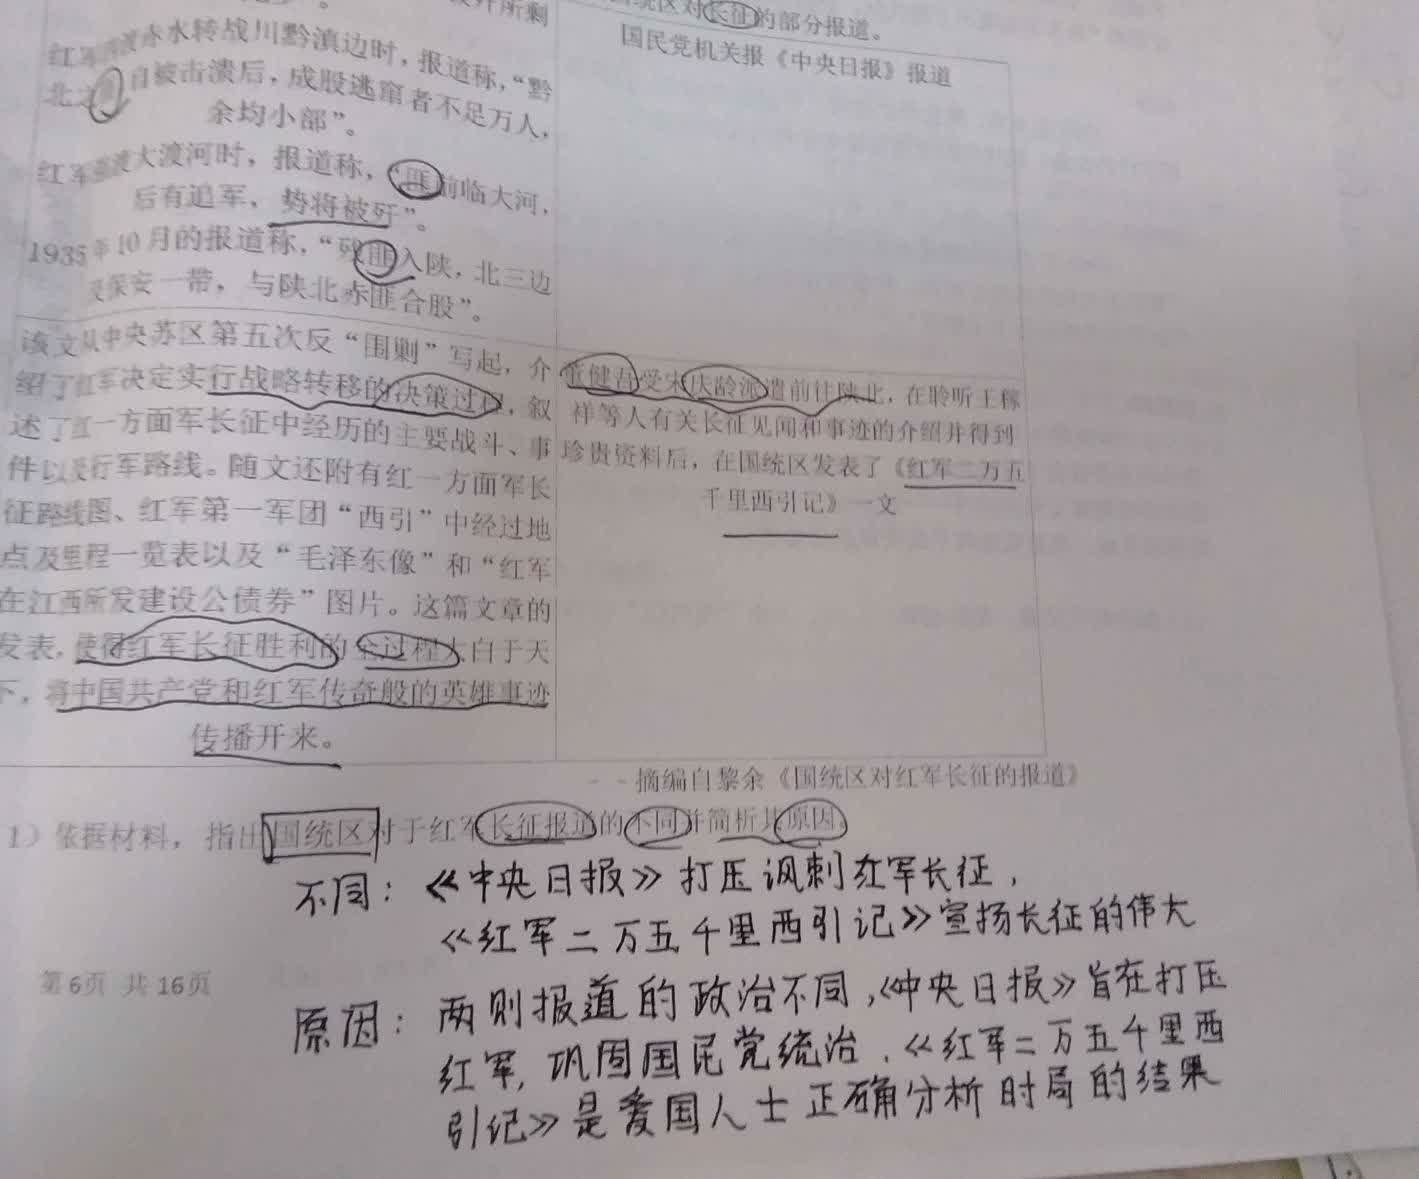 国统区对长征的部分报道。
国民党机关报《中央日报》报道
水转战川黔滇边时，报道称，“黔
自被击溃后，成股逃窜者不足万人，
余均小部”。
红军强渡大渡河时，报道称，“匪前临大河，
后有追军，势将被歼”。
1935年10月的报道称，“残匪入陕，北三边
及保安一带，与陕北赤匪合股”。
该文从中央苏区第五次反“围剿”写起，介
绍了红军决定实行战略转移的决策过程，叙
述了红一方面军长征中经历的主要战斗、事
件以及行军路线。随文还附有红一方面军长
征路线图、红军第一军团“西引”中经过地
点及里程一览表以及“毛泽东像”和“红军
在江西所发建设公债券”图片。这篇文章的
发表，使得红军长征胜利的全过程大白于天
下，将中国共产党和红军传奇般的英雄事迹
传播开来。
董健吾受宋庆龄派遣前往陕北，在聆听王稼
祥等人有关长征见闻和事迹的介绍并得到
珍贵资料后，在国统区发表了《红军二万五
千里西引记》一文
--摘编自黎余《国统区对红军长征的报道》
1）依据材料，指出国统区对于红军长征报道的不同并简析其原因
不同：《中央日报》打压讽刺红军长征，
《红军二万五千里西引记》宣扬长征的伟大
第6页 共16页
原因：两则报道的政治不同，《中央日报》旨在打压
红军，巩固国民党统治，《红军二万五千里西
引记》是爱国人士正确分析时局的结果